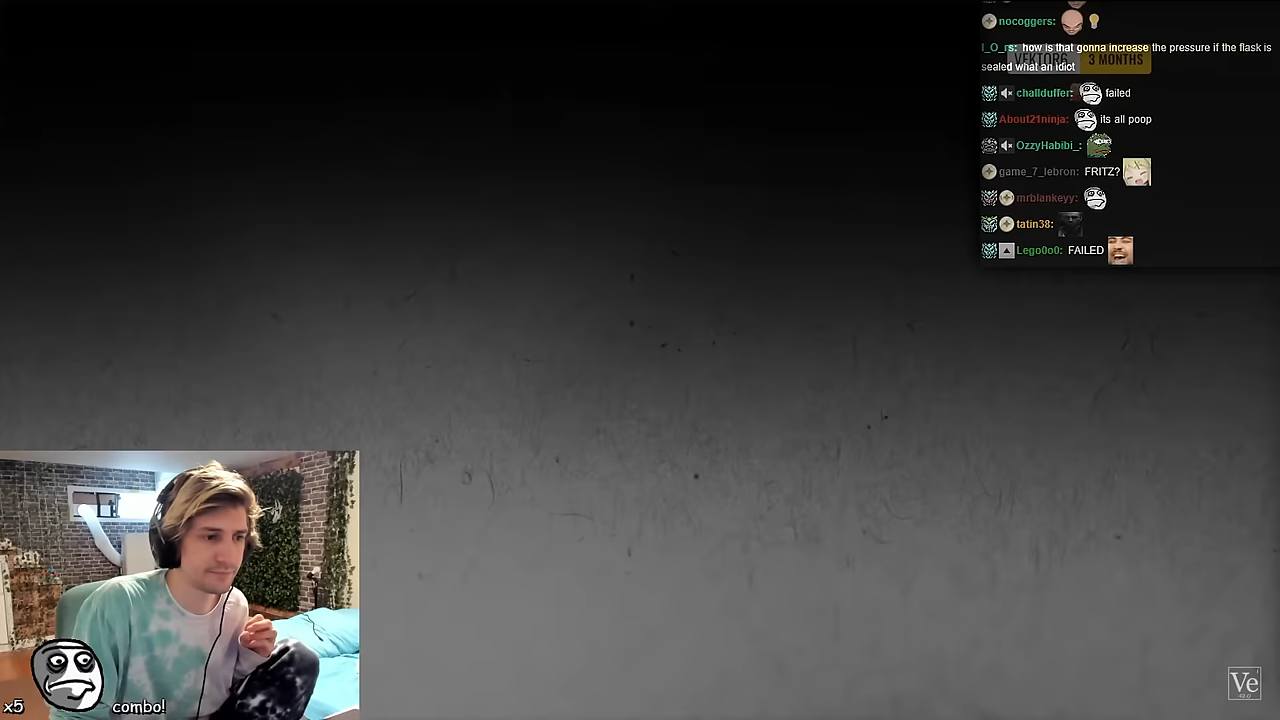 nocoggers:
l_O_rs: how is that gonna increase the pressure if the flask is
sealed what an idiot
VEKTOR6 3 MONTHS
challduffer: failed
About21ninja: its all poop
OzzyHabibi_:
game_7_lebron: FRITZ?
mrblankeyy:
tatin38:
Lego0o0: FAILED
x5 combo!
Ve